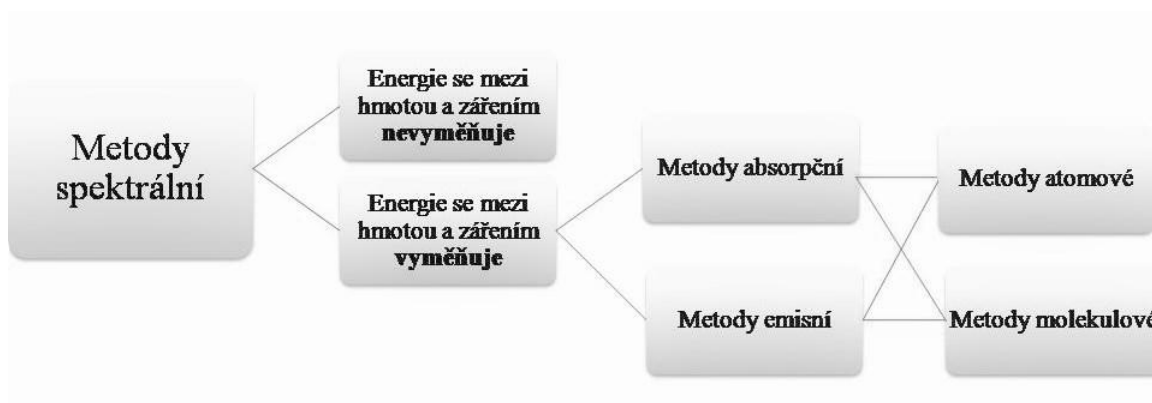 Metody
spektrální
Energie se mezi
hmotou a zářením
nevyměňuje
Energie se mezi
hmotou a zářením
vyměňuje
Metody absorpční
Metody emisní
Metody atomové
Metody molekulové